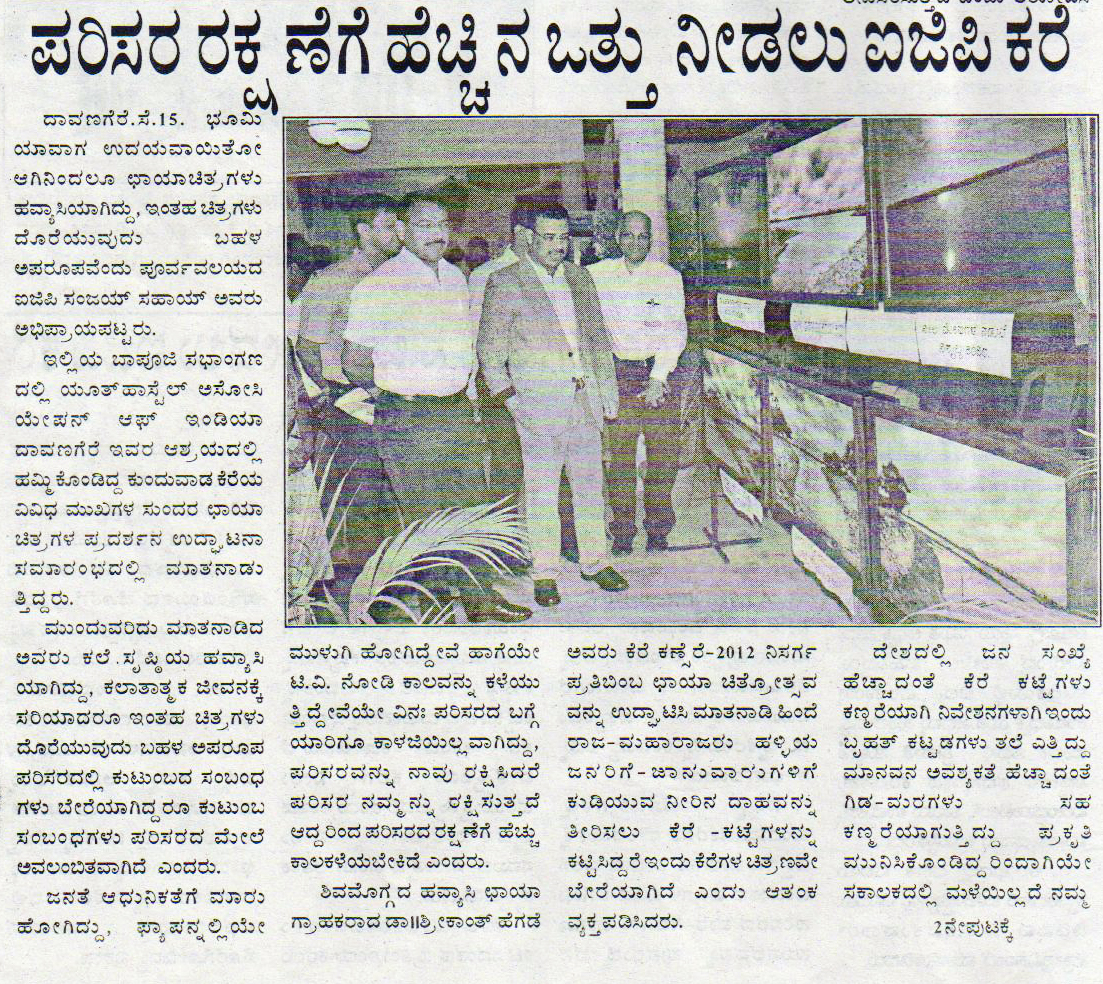 ಪರಿಸರ ರಕ್ಷಣೆಗೆ ಹೆಚ್ಚಿನ ಒತ್ತು ನೀಡಲು ಐಜಿಪಿ ಕರೆ
ದಾವಣಗೆರೆ.ಸೆ.15. ಭೂಮಿ
ಯಾವಾಗ ಉದಯವಾಯಿತೋ
ಆಗಿನಿಂದಲೂ ಛಾಯಾಚಿತ್ರಗಳು
ಹವ್ಯಾಸಿಯಾಗಿದ್ದು, ಇಂತಹ ಚಿತ್ರಗಳು
ದೊರೆಯುವುದು ಬಹಳ
ಅಪರೂಪವೆಂದು ಪೂರ್ವವಲಯದ
ಐಜಿಪಿ ಸಂಜಯ್ ಸಹಾಯ್ ಅವರು
ಅಭಿಪ್ರಾಯಪಟ್ಟರು.
ಇಲ್ಲಿಯ ಬಾಪೂಜಿ ಸಭಾಂಗಣ
ದಲ್ಲಿ ಯೂತ್‌ಹಾಸ್ಟೆಲ್ ಅಸೋಸಿ
ಯೇಷನ್ ಆಫ್ ಇಂಡಿಯಾ
ದಾವಣಗೆರೆ ಇವರ ಆಶ್ರಯದಲ್ಲಿ
ಹಮ್ಮಿಕೊಂಡಿದ್ದ ಕುಂದುವಾಡ ಕೆರೆಯ
ವಿವಿಧ ಮುಖಗಳ ಸುಂದರ ಛಾಯಾ
ಚಿತ್ರಗಳ ಪ್ರದರ್ಶನ ಉದ್ಘಾಟನಾ
ಸಮಾರಂಭದಲ್ಲಿ ಮಾತನಾಡು
ತ್ತಿದ್ದರು.
ಮುಂದುವರಿದು ಮಾತನಾಡಿದ
ಅವರು ಕಲೆ.ಸೃಷ್ಠಿಯ ಹವ್ಯಾಸಿ
ಯಾಗಿದ್ದು, ಕಲಾತಾತ್ಮಕ ಜೀವನಕ್ಕೆ
ಸರಿಯಾದರೂ ಇಂತಹ ಚಿತ್ರಗಳು
ದೊರೆಯುವುದು ಬಹಳ ಅಪರೂಪ
ಪರಿಸರದಲ್ಲಿ ಕುಟುಂಬದ ಸಂಬಂಧ
ಗಳು ಬೇರೆಯಾಗಿದ್ದರೂ ಕುಟುಂಬ
ಸಂಬಂಧಗಳು ಪರಿಸರದ ಮೇಲೆ
ಅವಲಂಬಿತವಾಗಿದೆ ಎಂದರು.
ಜನತೆ ಆಧುನಿಕತೆಗೆ ಮಾರು
ಹೋಗಿದ್ದು, ಫ್ಯಾಷನ್ನಲ್ಲಿಯೇ
ಮುಳುಗಿ ಹೋಗಿದ್ದೇವೆ ಹಾಗೆಯೇ
ಟಿ.ವಿ. ನೋಡಿ ಕಾಲವನ್ನು ಕಳೆಯು
ತ್ತಿದ್ದೇವೆಯೇ ವಿನಃ ಪರಿಸರದ ಬಗ್ಗೆ
ಯಾರಿಗೂ ಕಾಳಜಿಯಿಲ್ಲವಾಗಿದ್ದು,
ಪರಿಸರವನ್ನು ನಾವು ರಕ್ಷಿಸಿದರೆ
ಪರಿಸರ ನಮ್ಮನ್ನು ರಕ್ಷಿಸುತ್ತದೆ
ಆದ್ದರಿಂದ ಪರಿಸರದ ರಕ್ಷಣೆಗೆ ಹೆಚ್ಚು
ಕಾಲಕಳೆಯಬೇಕಿದೆ ಎಂದರು.
ಶಿವಮೊಗ್ಗದ ಹವ್ಯಾಸಿ ಛಾಯಾ
ಗ್ರಾಹಕರಾದ ಡಾ||ಶ್ರೀಕಾಂತ್ ಹೆಗಡೆ
ಅವರು ಕೆರೆ ಕಣ್ಸೆರೆ-2012 ನಿಸರ್ಗ
ಪ್ರತಿಬಿಂಬ ಛಾಯಾ ಚಿತ್ರೋತ್ಸವ
ವನ್ನು ಉದ್ಘಾಟಿಸಿ ಮಾತನಾಡಿ ಹಿಂದೆ
ರಾಜ-ಮಹಾರಾಜರು ಹಳ್ಳಿಯ
ಜನರಿಗೆ-ಜಾನುವಾರುಗಳಿಗೆ
ಕುಡಿಯುವ ನೀರಿನ ದಾಹವನ್ನು
ತೀರಿಸಲು ಕೆರೆ -ಕಟ್ಟೆಗಳನ್ನು
ಕಟ್ಟಿಸಿದ್ದರೆ ಇಂದು ಕೆರೆಗಳ ಚಿತ್ರಣವೇ
ಬೇರೆಯಾಗಿದೆ ಎಂದು ಆತಂಕ
ವ್ಯಕ್ತಪಡಿಸಿದರು.
ದೇಶದಲ್ಲಿ ಜನ ಸಂಖ್ಯೆ
ಹೆಚ್ಚಾದಂತೆ ಕೆರೆ ಕಟ್ಟೆಗಳು
ಕಣ್ಮರೆಯಾಗಿ ನಿವೇಶನಗಳಾಗಿ ಇಂದು
ಬೃಹತ್ ಕಟ್ಟಡಗಳು ತಲೆ ಎತ್ತಿದ್ದು
ಮಾನವನ ಅವಶ್ಯಕತೆ ಹೆಚ್ಚಾದಂತೆ
ಗಿಡ-ಮರಗಳು ಸಹ
ಕಣ್ಮರೆಯಾಗುತ್ತಿದ್ದು ಪ್ರಕೃತಿ
ಮುನಿಸಿಕೊಂಡಿದ್ದರಿಂದಾಗಿಯೇ
ಸಕಾಲಕದಲ್ಲಿ ಮಳೆಯಿಲ್ಲದೆ ನಮ್ಮ
2ನೇಪುಟಕ್ಕೆ